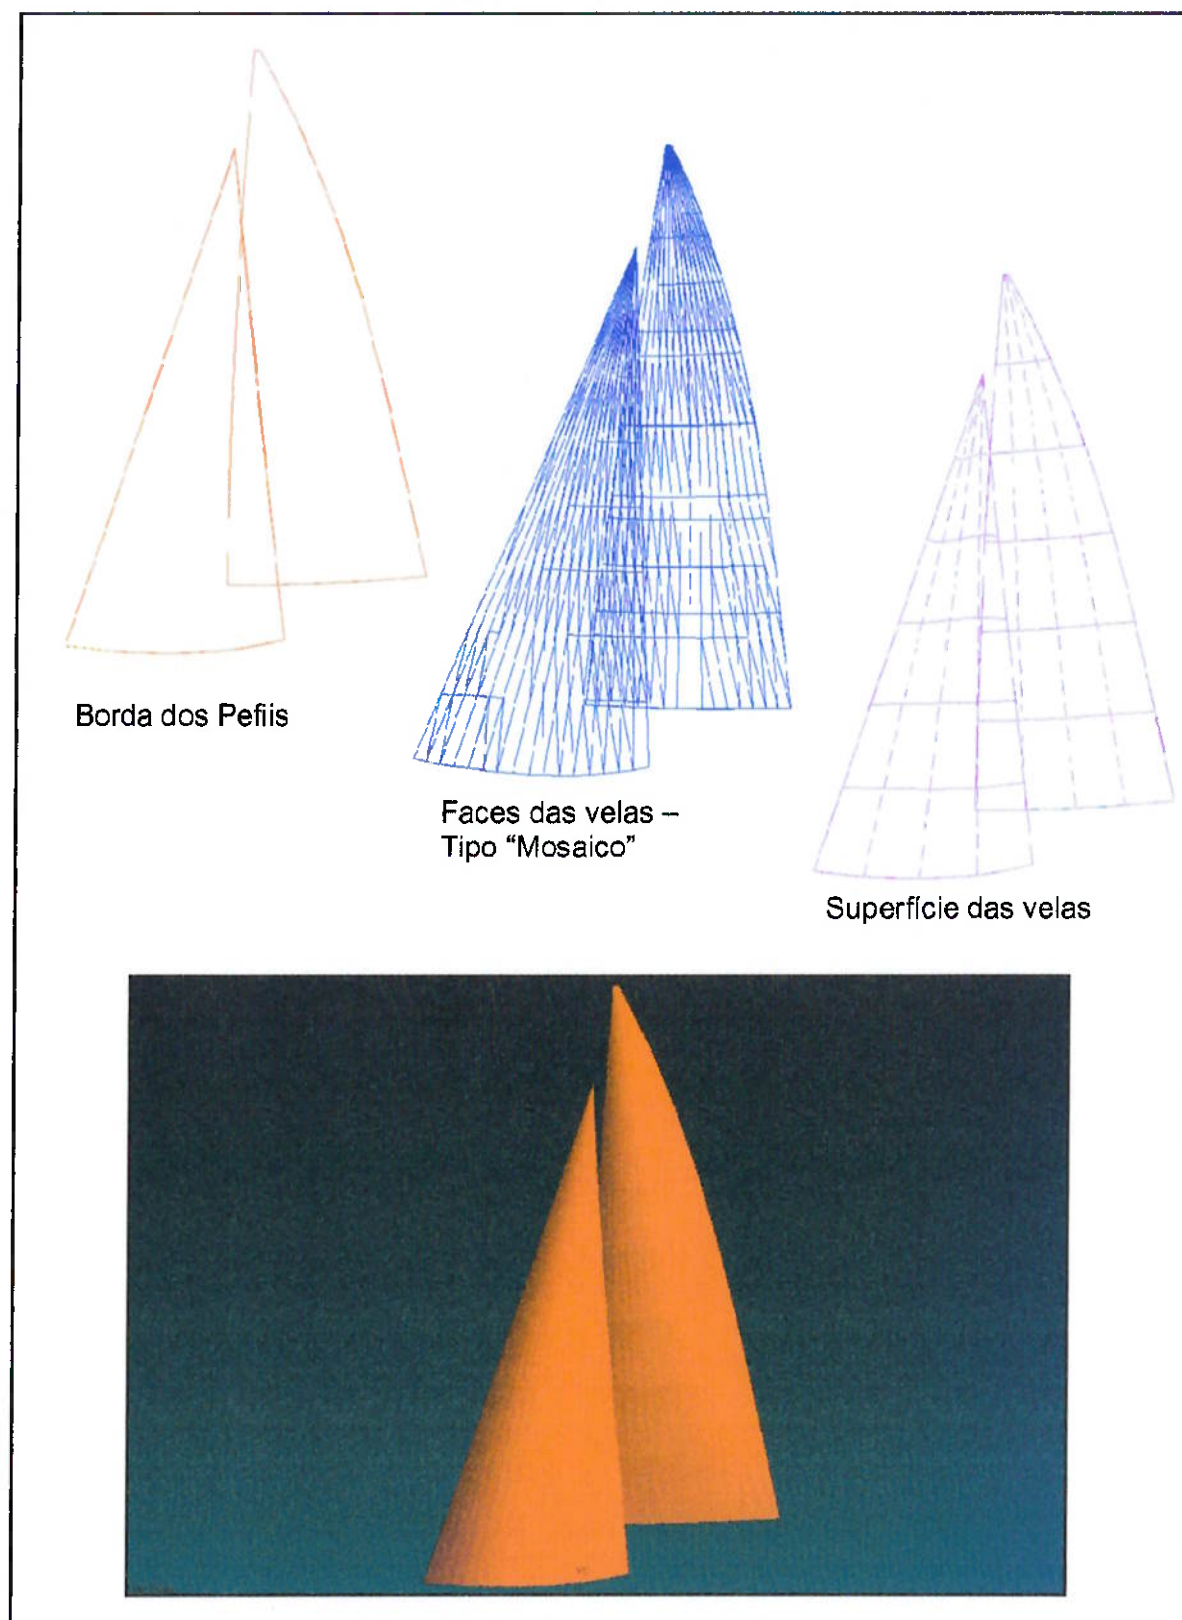 Borda dos Pefiis
Faces das velas –
Tipo “Mosaico”
Superfície das velas